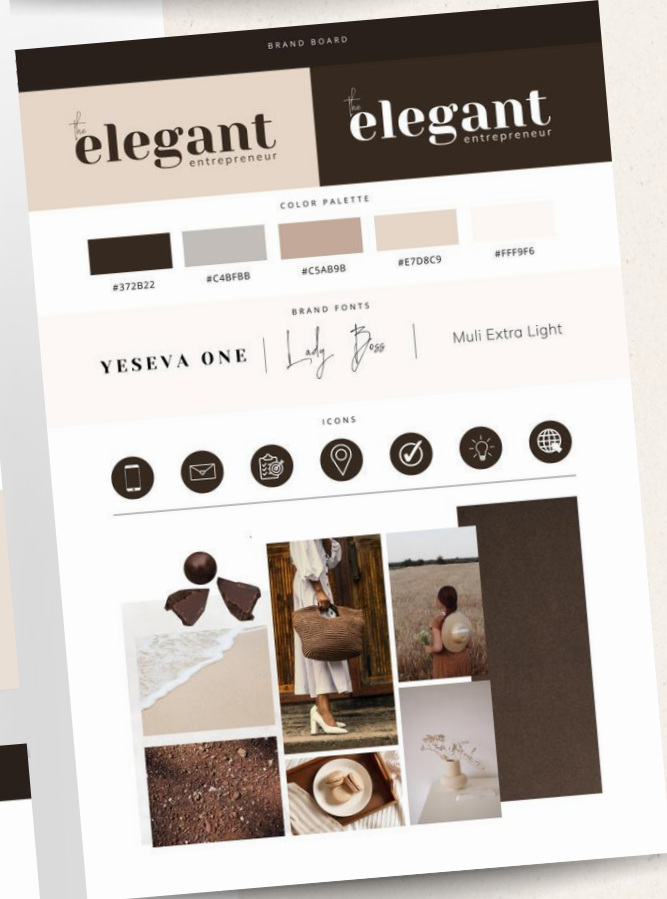 BRAND BOARD
the
elegant
entrepreneur
the
elegant
entrepreneur
COLOR PALETTE
#372B22
#C4BFBB
#C5AB9B
#E7D8C9
#FFF9F6
BRAND FONTS
YESEVA ONE
Lady Boss
Muli Extra Light
ICONS